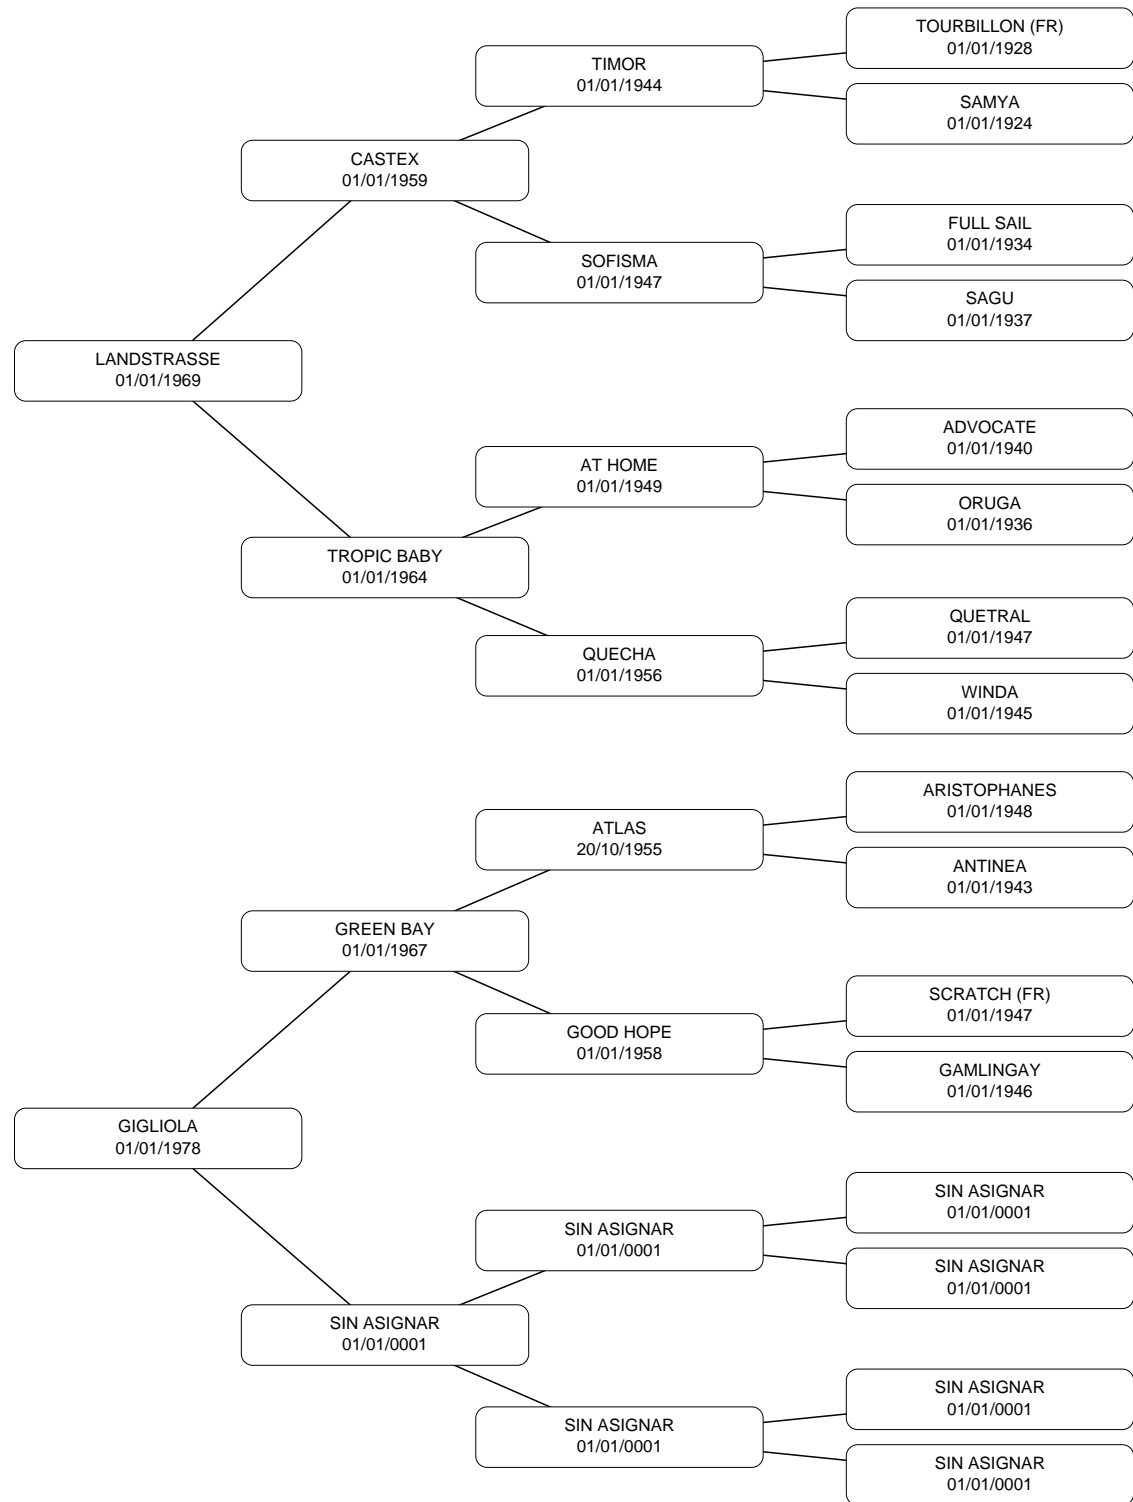 TOURBILLON (FR)
01/01/1928
TIMOR
01/01/1944
SAMYA
01/01/1924
CASTEX
01/01/1959
FULL SAIL
01/01/1934
SOFISMA
01/01/1947
SAGU
01/01/1937
LANDSTRASSE
01/01/1969
ADVOCATE
01/01/1940
AT HOME
01/01/1949
ORUGA
01/01/1936
TROPIC BABY
01/01/1964
QUETRAL
01/01/1947
QUECHA
01/01/1956
WINDA
01/01/1945
ARISTOPHANES
01/01/1948
ATLAS
20/10/1955
ANTINEA
01/01/1943
GREEN BAY
01/01/1967
SCRATCH (FR)
01/01/1947
GOOD HOPE
01/01/1958
GAMLINGAY
01/01/1946
GIGLIOLA
01/01/1978
SIN ASIGNAR
01/01/0001
SIN ASIGNAR
01/01/0001
SIN ASIGNAR
01/01/0001
SIN ASIGNAR
01/01/0001
SIN ASIGNAR
01/01/0001
SIN ASIGNAR
01/01/0001
SIN ASIGNAR
01/01/0001